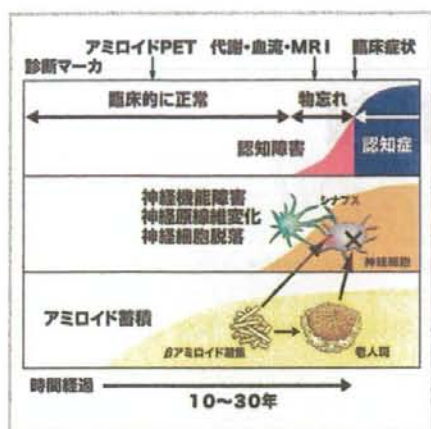 アミロイドPET 代謝・血流・MRI 臨床症状
診断マーカ
臨床的に正常 物忘れ
認知障害 認知症
神経機能障害
神経原線維変化
神経細胞脱落
シナプス
神経細胞
アミロイド蓄積
βアミロイド凝集 老人斑
時間経過
10〜30年